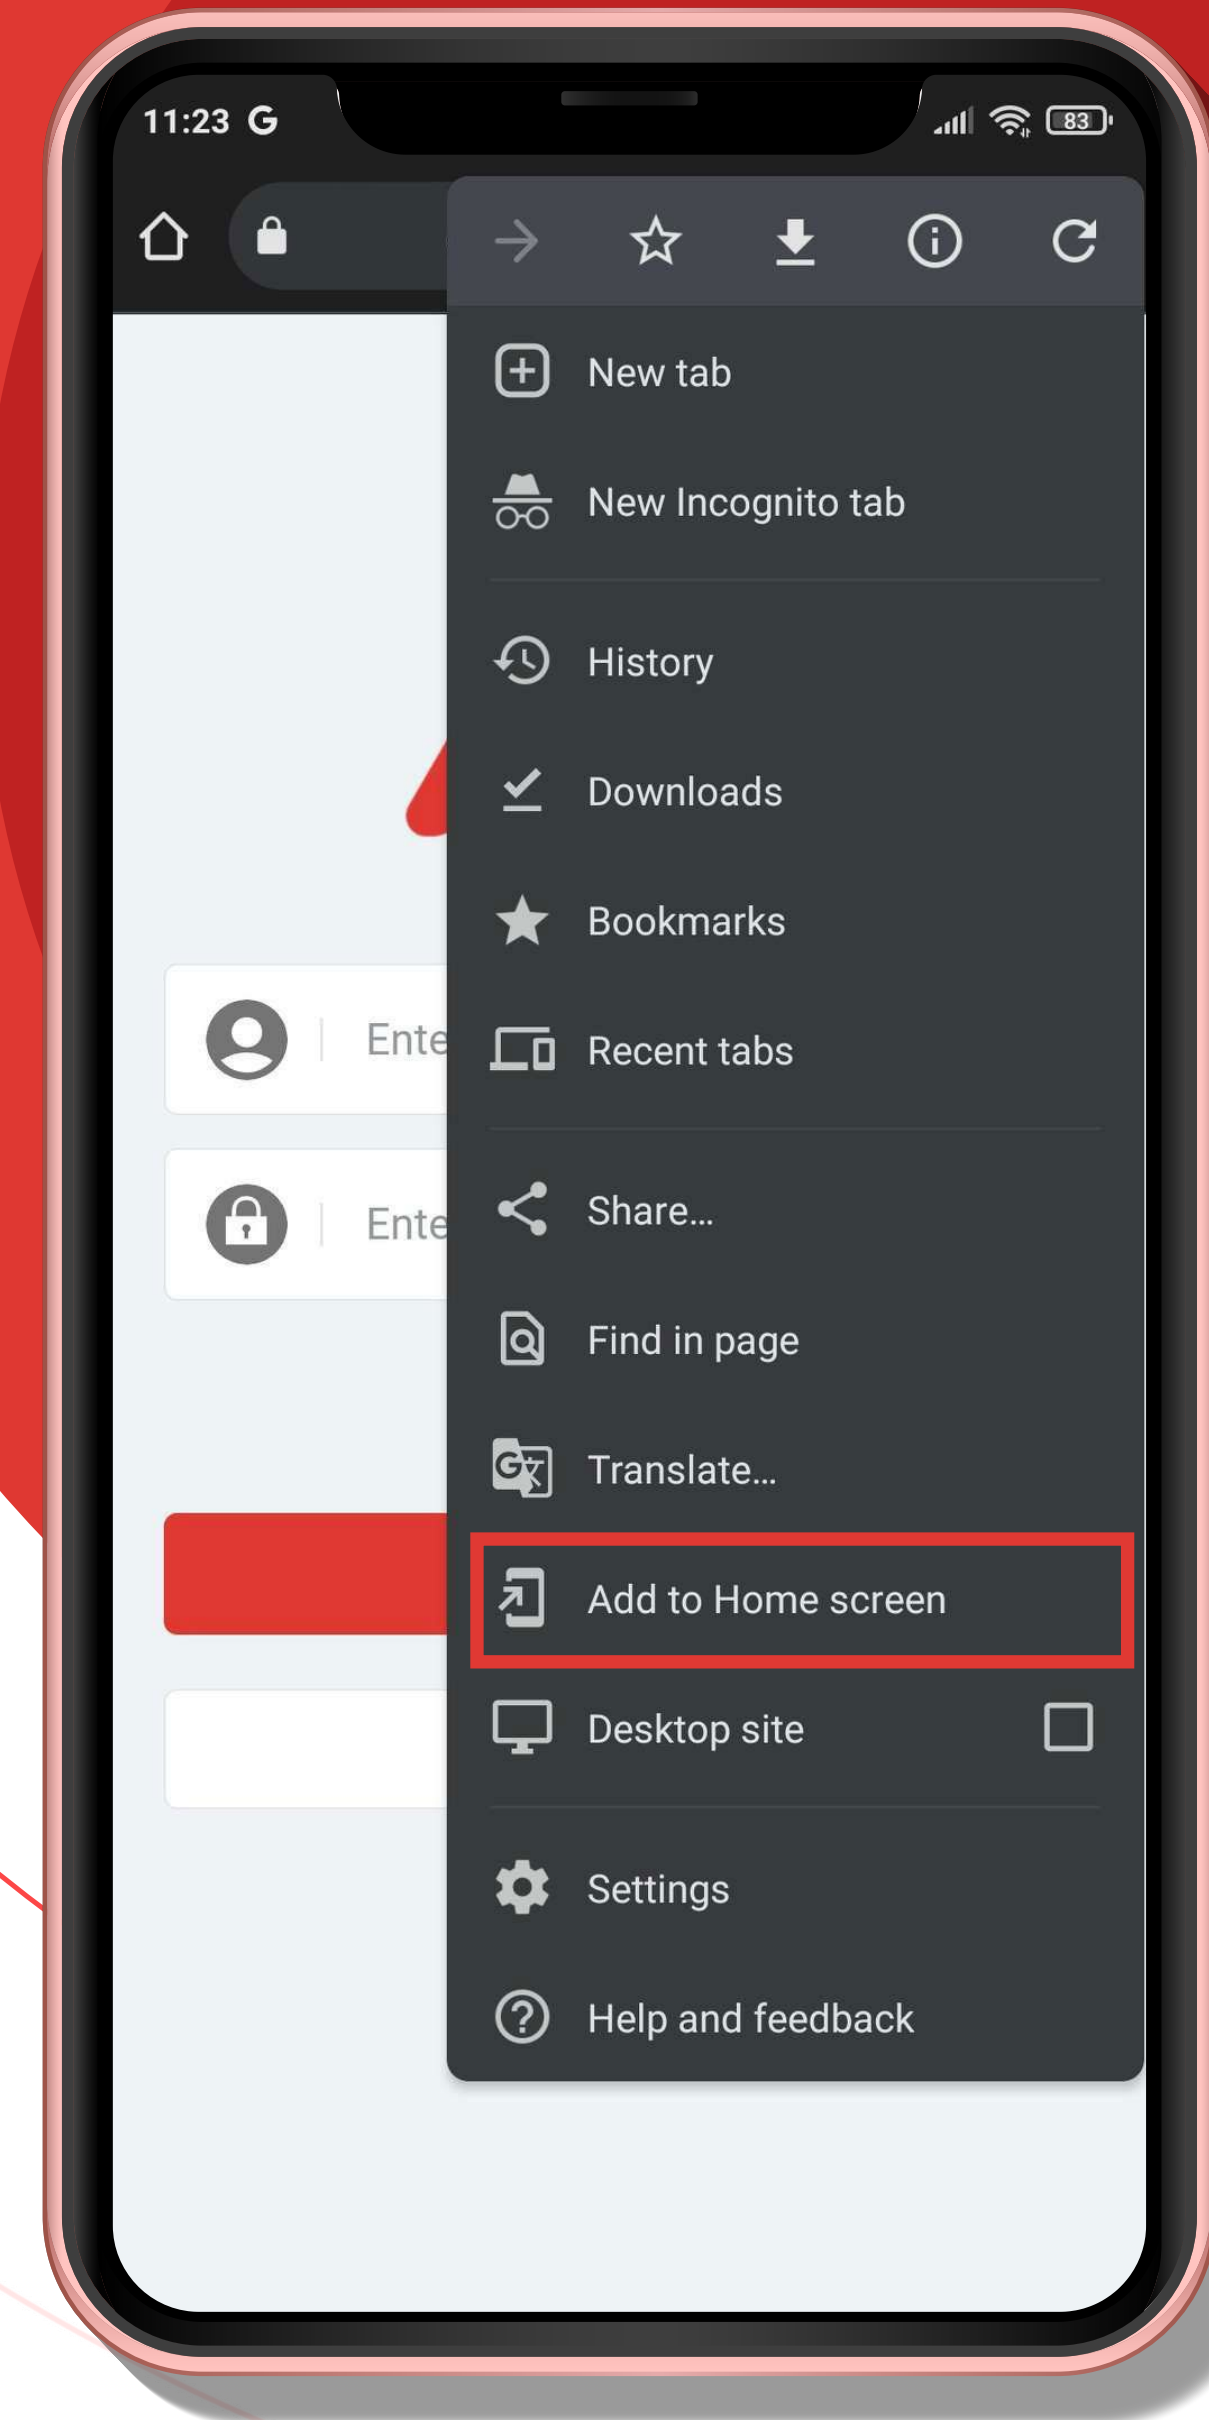 11:23 G
83
New tab
New Incognito tab
History
Downloads
Bookmarks
Ente
Recent tabs
Ente
Share...
Find in page
Translate...
Add to Home screen
Desktop site
Settings
Help and feedback